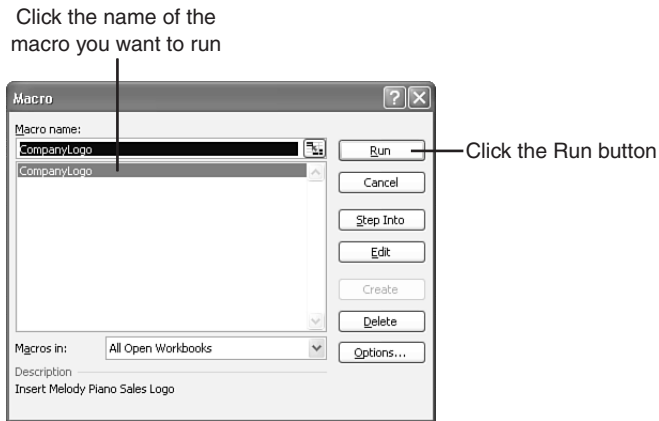 Click the name of the
macro you want to run
Macro
Macro name:
CompanyLogo
CompanyLogo
Run
Click the Run button
Cancel
Step Into
Edit
Create
Delete
Macros in: All Open Workbooks
Options...
Description
Insert Melody Piano Sales Logo